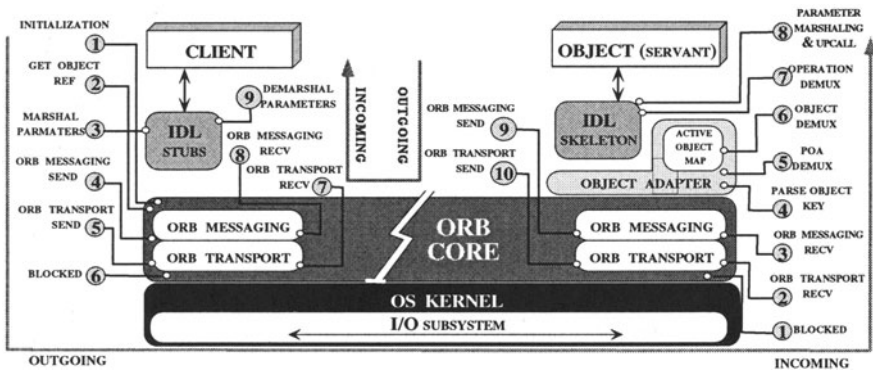 INITIALIZATION
1
GET OBJECT
REF
2
MARSHAL
PARMATERS
3
ORB MESSAGING
SEND
4
ORB TRANSPORT
SEND
5
BLOCKED
6
CLIENT
IDL
STUBS
9
DEMARSHAL
PARAMETERS
ORB MESSAGING
RECV
8
ORB TRANSPORT
RECV
7
INCOMING
OUTGOING
ORB MESSAGING
ORB TRANSPORT
ORB
CORE
OBJECT (SERVANT)
IDL
SKELETON
ORB MESSAGING
SEND
9
ORB TRANSPORT
SEND
10
ACTIVE
OBJECT
MAP
OBJECT ADAPTER
ORB MESSAGING
ORB TRANSPORT
PARAMETER
MARSHALING
& UPCALL
8
OPERATION
DEMUX
7
OBJECT
DEMUX
6
POA
DEMUX
5
PARSE OBJECT
KEY
4
ORB MESSAGING
RECV
3
ORB TRANSPORT
RECV
2
1 BLOCKED
OS KERNEL
I/O SUBSYSTEM
OUTGOING
INCOMING